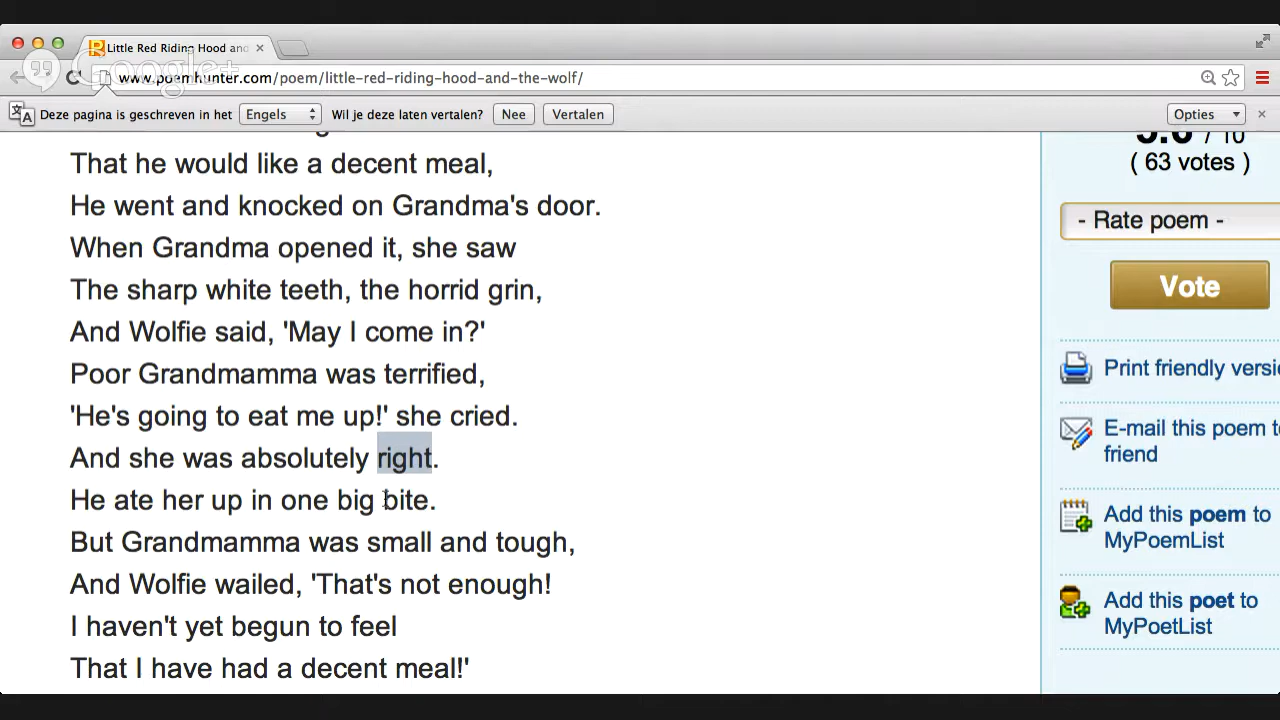 Little Red Riding Hood and
Google+
www.poemhunter.com/poem/little-red-riding-hood-and-the-wolf/
Deze pagina is geschreven in het Engels Wil je deze laten vertalen? Nee Vertalen Opties
That he would like a decent meal,
He went and knocked on Grandma's door.
When Grandma opened it, she saw
The sharp white teeth, the horrid grin,
And Wolfie said, 'May I come in?'
Poor Grandmamma was terrified,
'He's going to eat me up!' she cried.
And she was absolutely right.
He ate her up in one big bite.
But Grandmamma was small and tough,
And Wolfie wailed, 'That's not enough!
I haven't yet begun to feel
That I have had a decent meal!'
/ 10
( 63 votes )
- Rate poem -
Vote
Print friendly versi
E-mail this poem to
friend
Add this poem to
MyPoemList
Add this poet to
MyPoetList